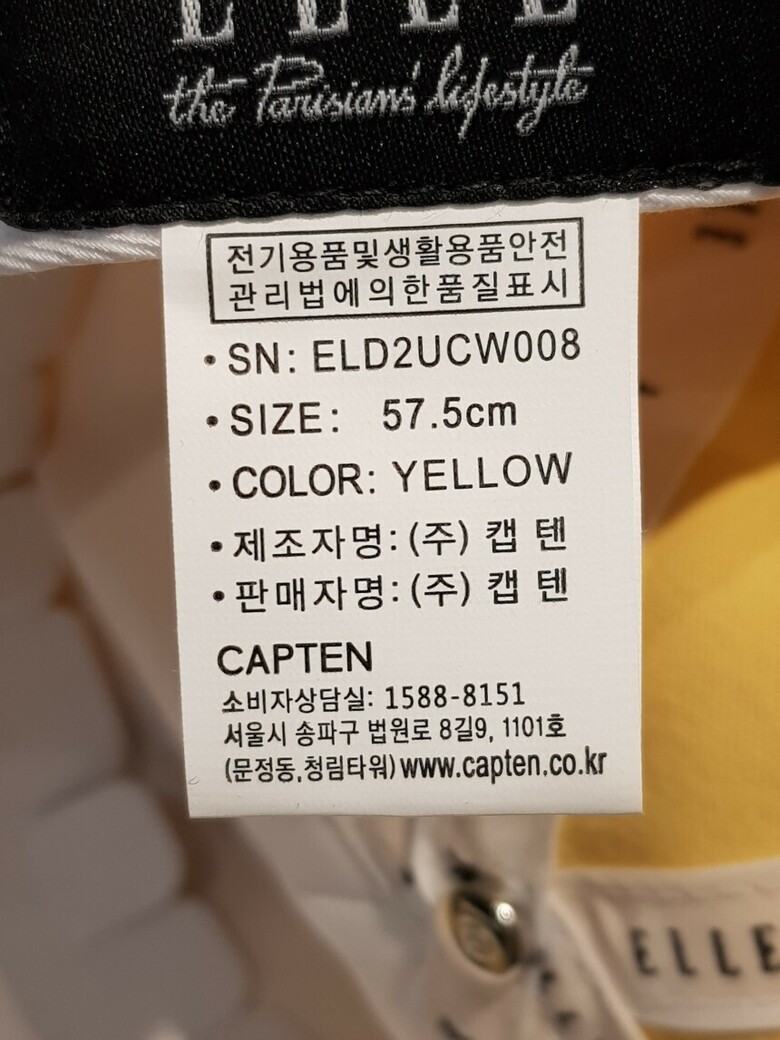 ELLE
the Parisians' lifestyle
전기용품및생활용품안전
관리법에의한품질표시
• SN: ELD2UCW008
• SIZE: 57.5cm
• COLOR: YELLOW
• 제조자명: (주) 캡텐
• 판매자명: (주) 캡텐
CAPTEN
소비자상담실: 1588-8151
서울시 송파구 법원로 8길9, 1101호
(문정동,청림타워) www.capten.co.kr
ELLE